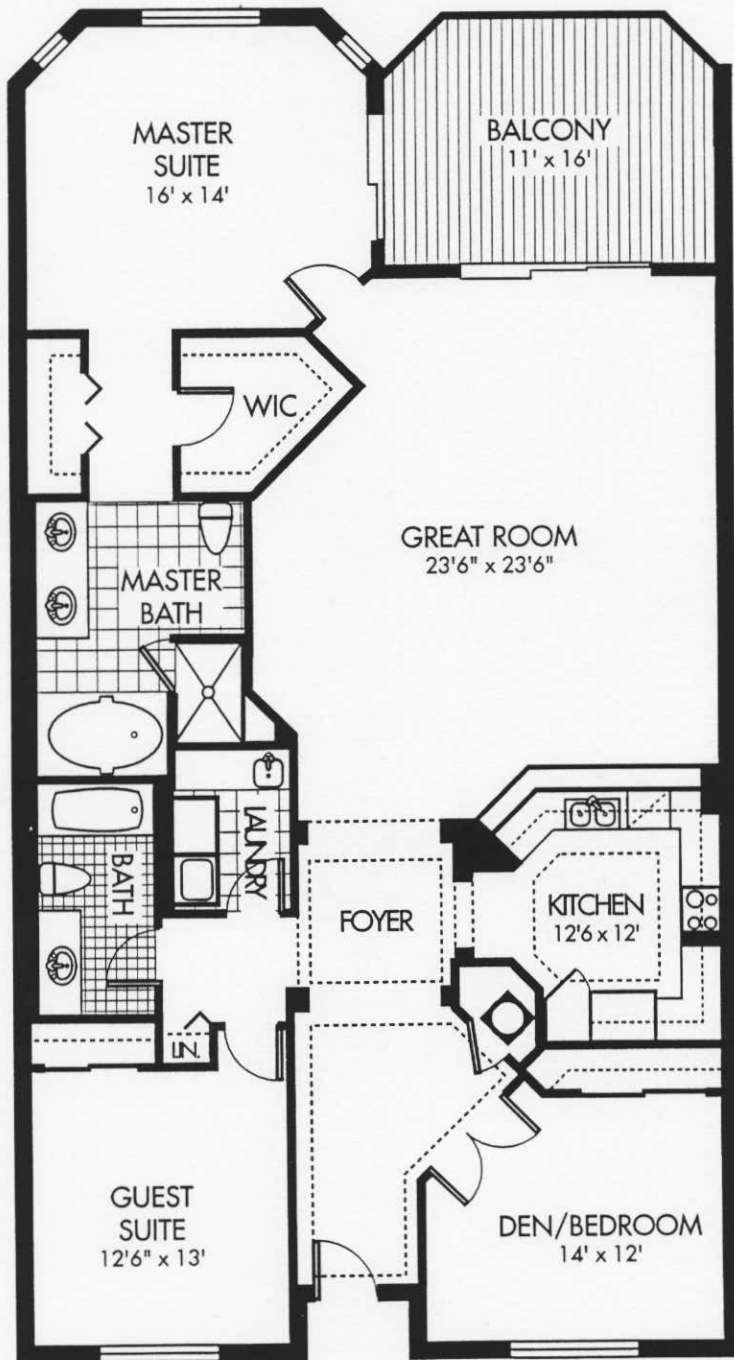 MASTER
SUITE
16' x 14'
BALCONY
11' x 16'
WIC
GREAT ROOM
23'6" x 23'6"
MASTER
BATH
LAUNDRY
BATH
FOYER
KITCHEN
12'6 x 12'
LIN.
GUEST
SUITE
12'6" x 13'
DEN/BEDROOM
14' x 12'